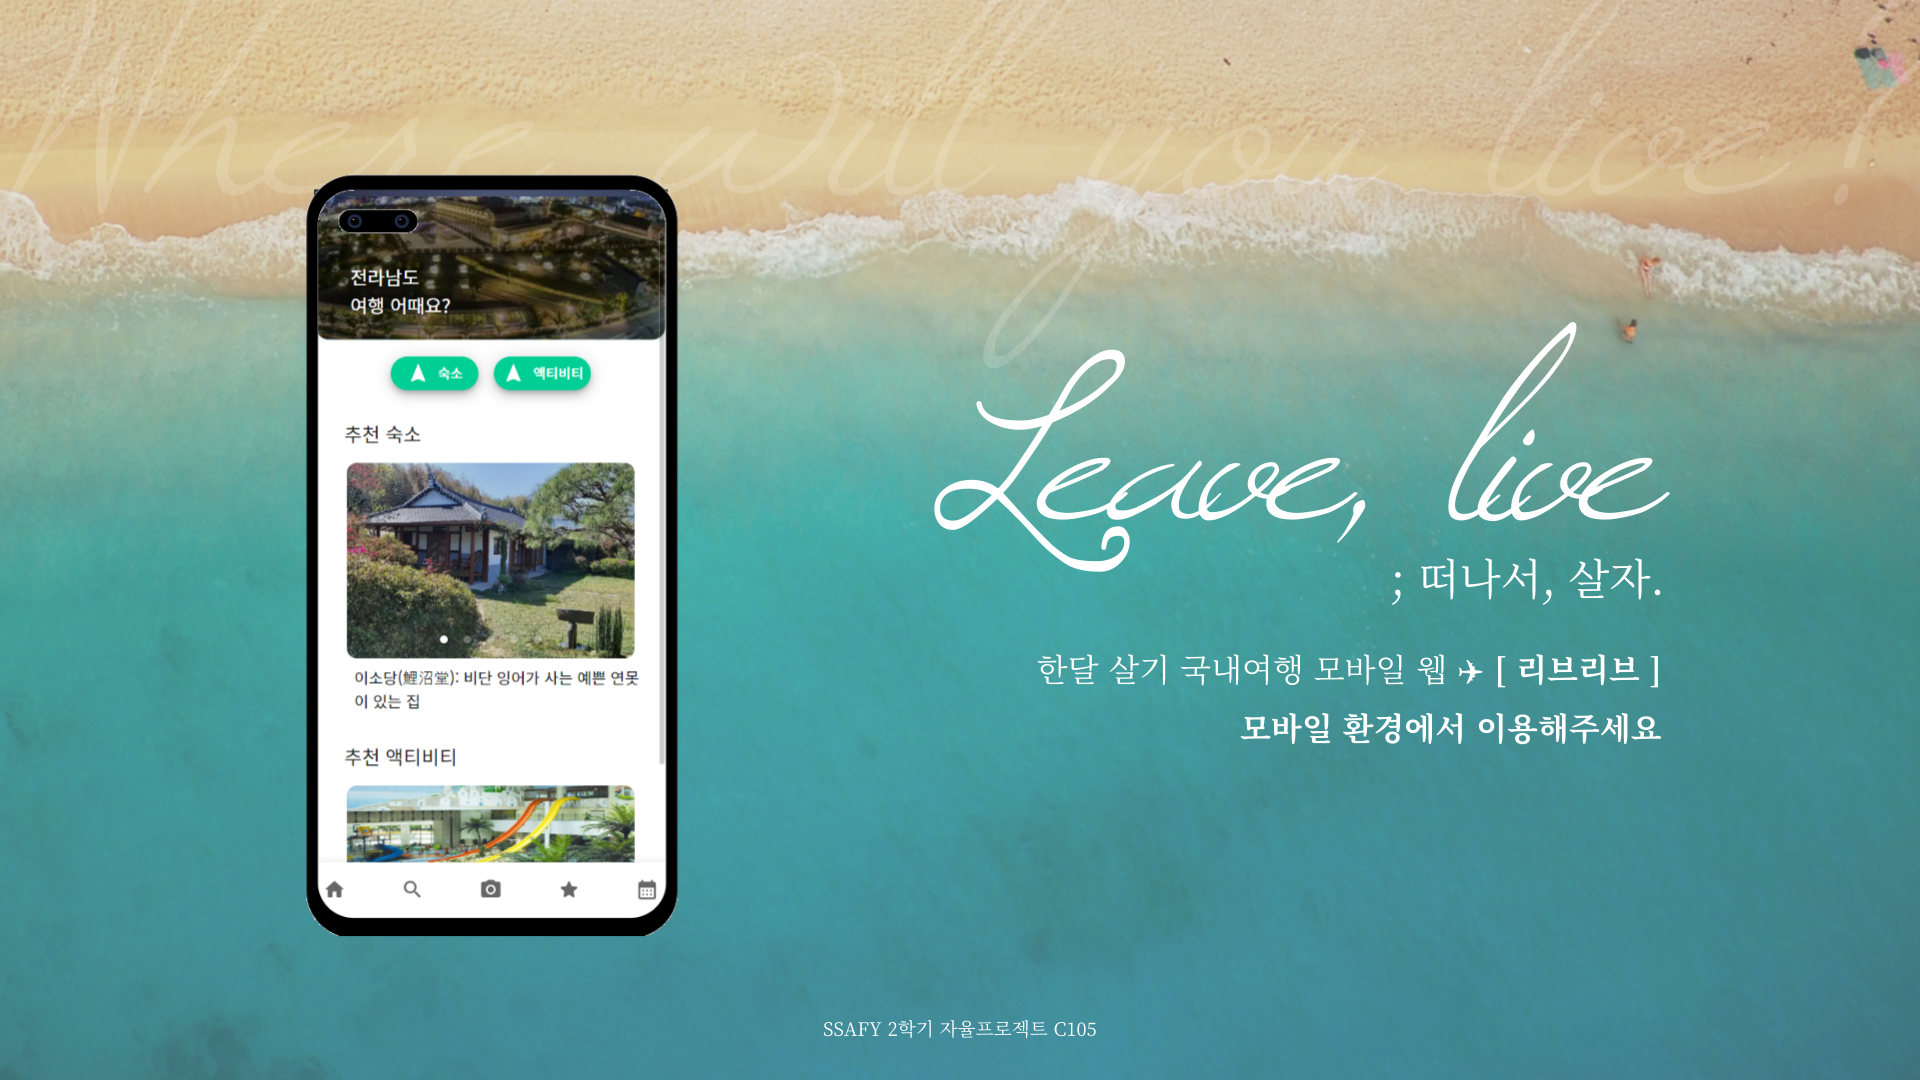 Where will you live?
전라남도
여행 어때요?
숙소
액티비티
추천 숙소
이소당(鯉沼堂): 비단 잉어가 사는 예쁜 연못
이 있는 집
추천 액티비티
Leave, live
; 떠나서, 살자.
한달 살기 국내여행 모바일 웹 ✈ [ 리브리브 ]
모바일 환경에서 이용해주세요
SSAFY 2학기 자율프로젝트 C105